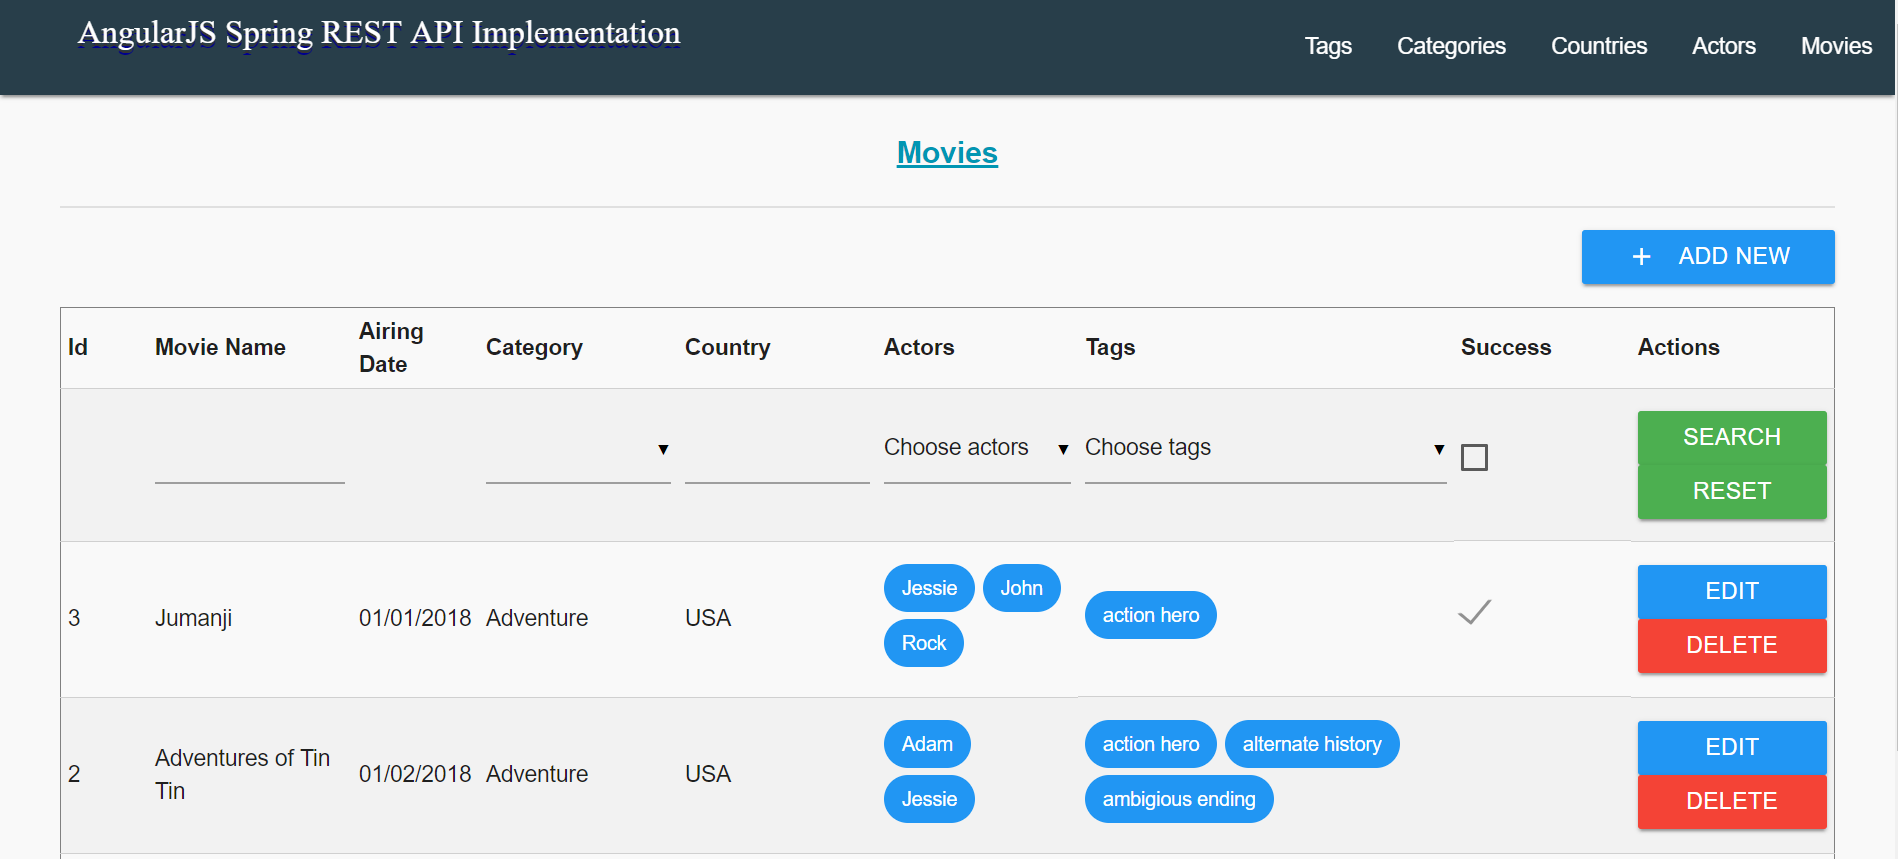 AngularJS Spring REST API Implementation
Tags Categories Countries Actors Movies
Movies
+ ADD NEW
Id Movie Name Airing Date Category Country Actors Tags Success Actions
Choose actors Choose tags SEARCH
RESET
3 Jumanji 01/01/2018 Adventure USA Jessie John Rock action hero EDIT
DELETE
2 Adventures of Tin Tin 01/02/2018 Adventure USA Adam Jessie action hero alternate history ambigious ending EDIT
DELETE